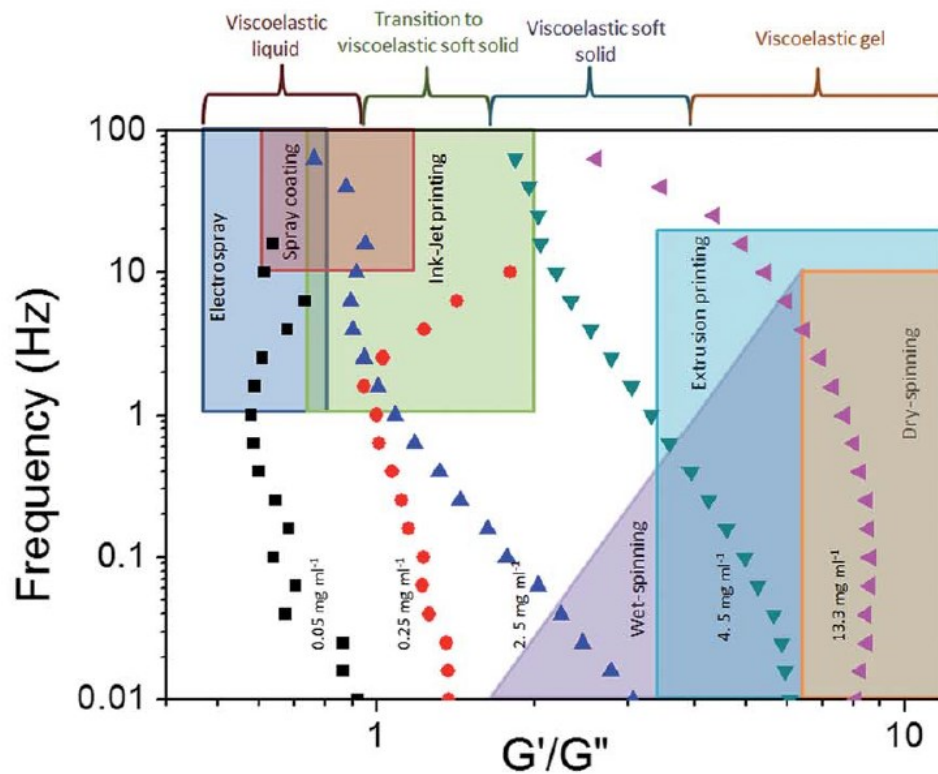 Viscoelastic
liquid
Transition to
viscoelastic soft solid
Viscoelastic soft
solid
Viscoelastic gel
100
10
1
0.1
0.01
Frequency (Hz)
Electrospray
Spray coating
Ink-Jet printing
Extrusion printing
Dry-spinning
Wet-spinning
0.05 mg ml⁻¹
0.25 mg ml⁻¹
2. 5 mg ml⁻¹
4. 5 mg ml⁻¹
13.3 mg ml⁻¹
1
10
G'/G"